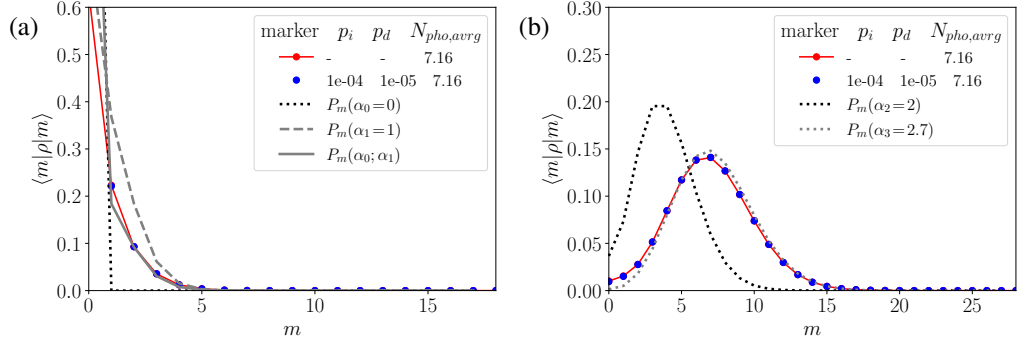 (a)
marker p_i p_d N_{pho,avrg}
- - 7.16
1e-04 1e-05 7.16
P_m(α_0=0)
P_m(α_1=1)
P_m(α_0; α_1)
0.6
0.5
0.4
0.3
0.2
0.1
0.0
⟨m|ρ|m⟩
0 5 10 15
m
(b)
marker p_i p_d N_{pho,avrg}
- - 7.16
1e-04 1e-05 7.16
P_m(α_2=2)
P_m(α_3=2.7)
0.30
0.25
0.20
0.15
0.10
0.05
0.00
⟨m|ρ|m⟩
0 5 10 15 20 25
m